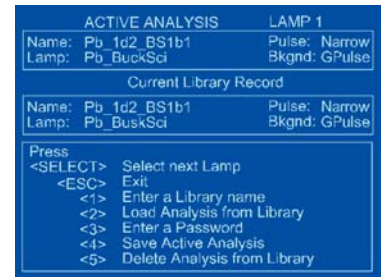 ACTIVE ANALYSIS LAMP 1
Name: Pb_1d2_BS1b1 Pulse: Narrow
Lamp: Pb_BuckSci Bkgnd: GPulse
Current Library Record
Name: Pb_1d2_BS1b1 Pulse: Narrow
Lamp: Pb_BuskSci Bkgnd: GPulse
Press
<SELECT> Select next Lamp
<ESC> Exit
<1> Enter a Library name
<2> Load Analysis from Library
<3> Enter a Password
<4> Save Active Analysis
<5> Delete Analysis from Library